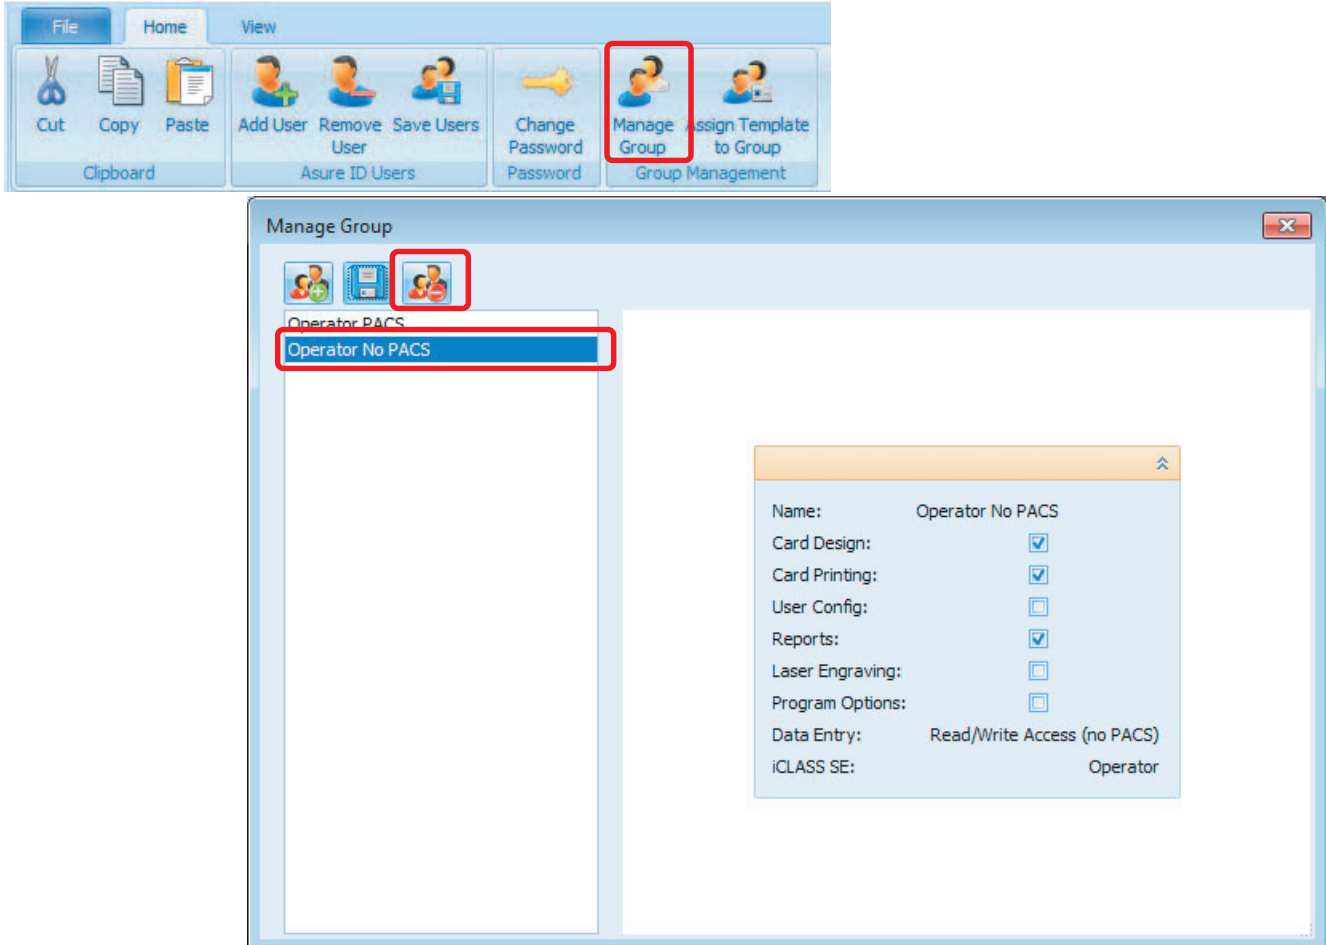 File Home View
Cut Copy Paste Add User Remove User Save Users Change Password Manage Group Assign Template to Group
Clipboard Asure ID Users Password Group Management
Manage Group
Operator PACS
Operator No PACS
Name: Operator No PACS
Card Design:
Card Printing:
User Config:
Reports:
Laser Engraving:
Program Options:
Data Entry: Read/Write Access (no PACS)
iCLASS SE: Operator